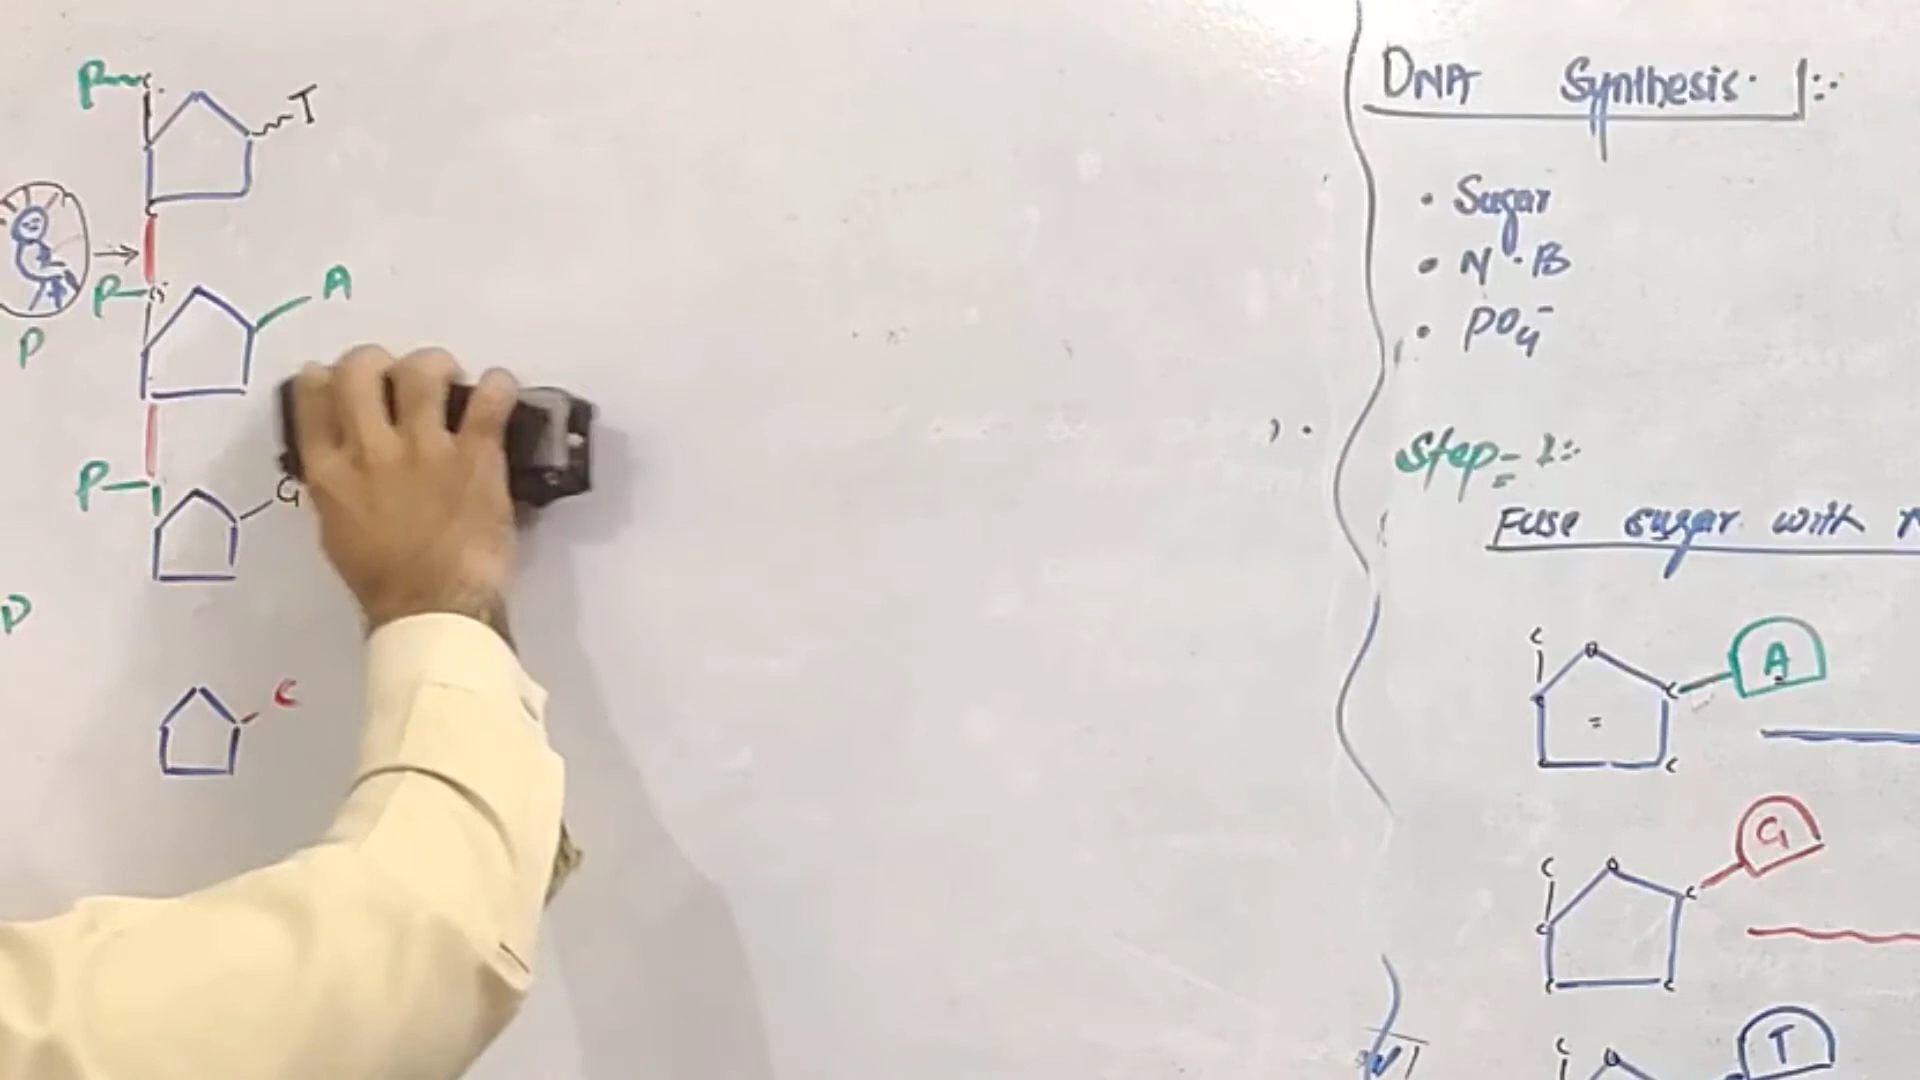 P T
P A
P
P G
P
C
DNA Synthesis :-
• Sugar
• N.B
• PO4-
Step-1:-
Fuse sugar with
C O C C A
C O C C C C G
C O T